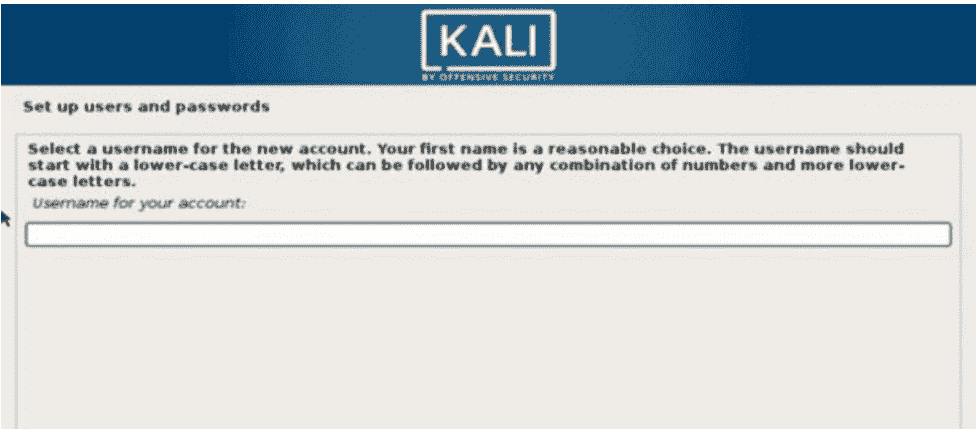 KALI
BY OFFENSIVE SECURITY
Set up users and passwords
Select a username for the new account. Your first name is a reasonable choice. The username should
start with a lower-case letter, which can be followed by any combination of numbers and more lower-
case letters.
Username for your account: